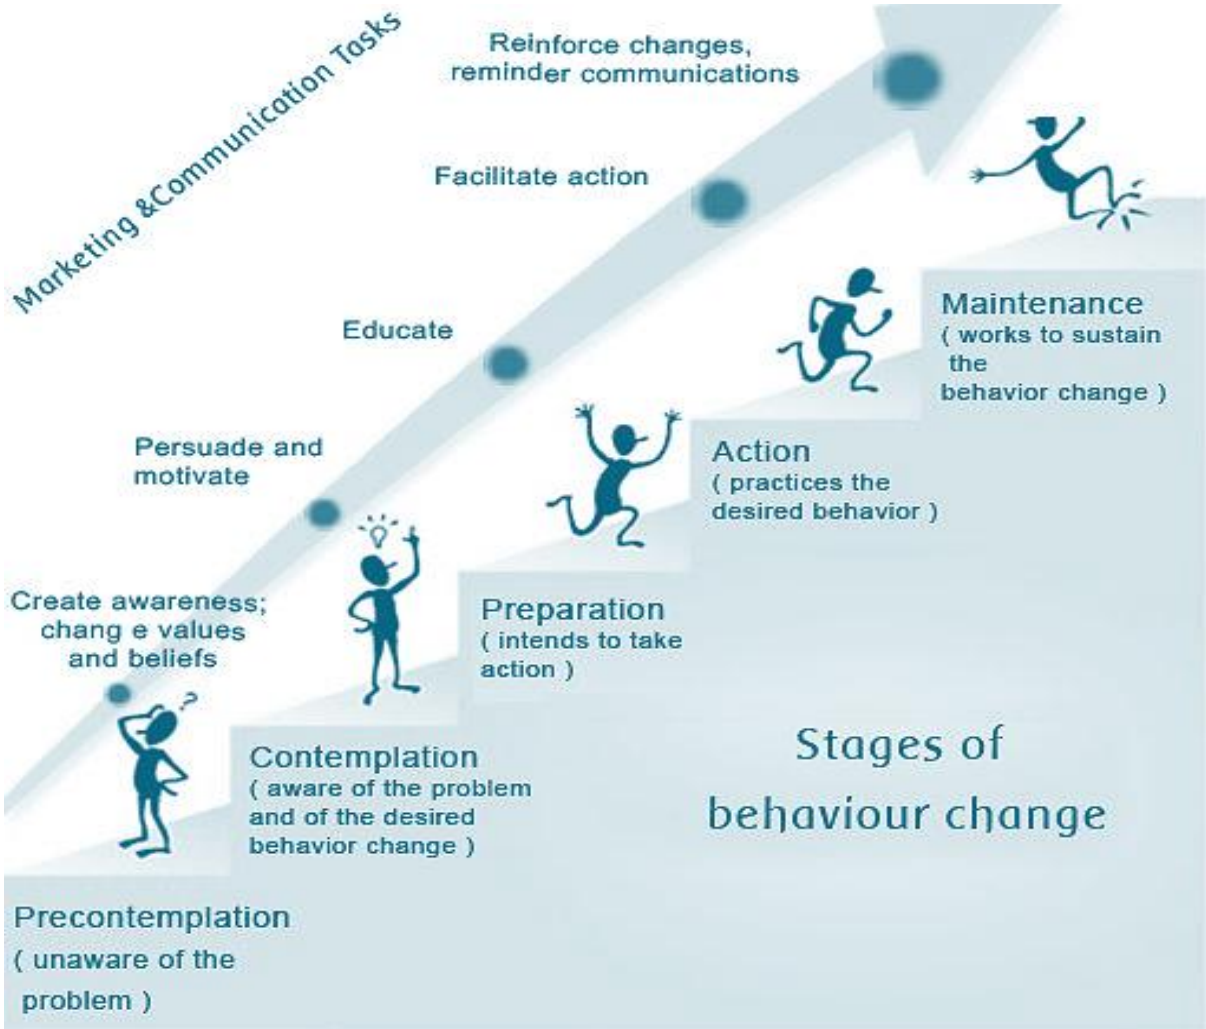 Marketing &Communication Tasks
Reinforce changes,
reminder communications
Facilitate action
Educate
Persuade and
motivate
Create awareness;
chang e values
and beliefs
?
Maintenance
( works to sustain
the
behavior change )
Action
( practices the
desired behavior )
Preparation
( intends to take
action )
Contemplation
( aware of the problem
and of the desired
behavior change )
Precontemplation
( unaware of the
problem )
Stages of
behaviour change